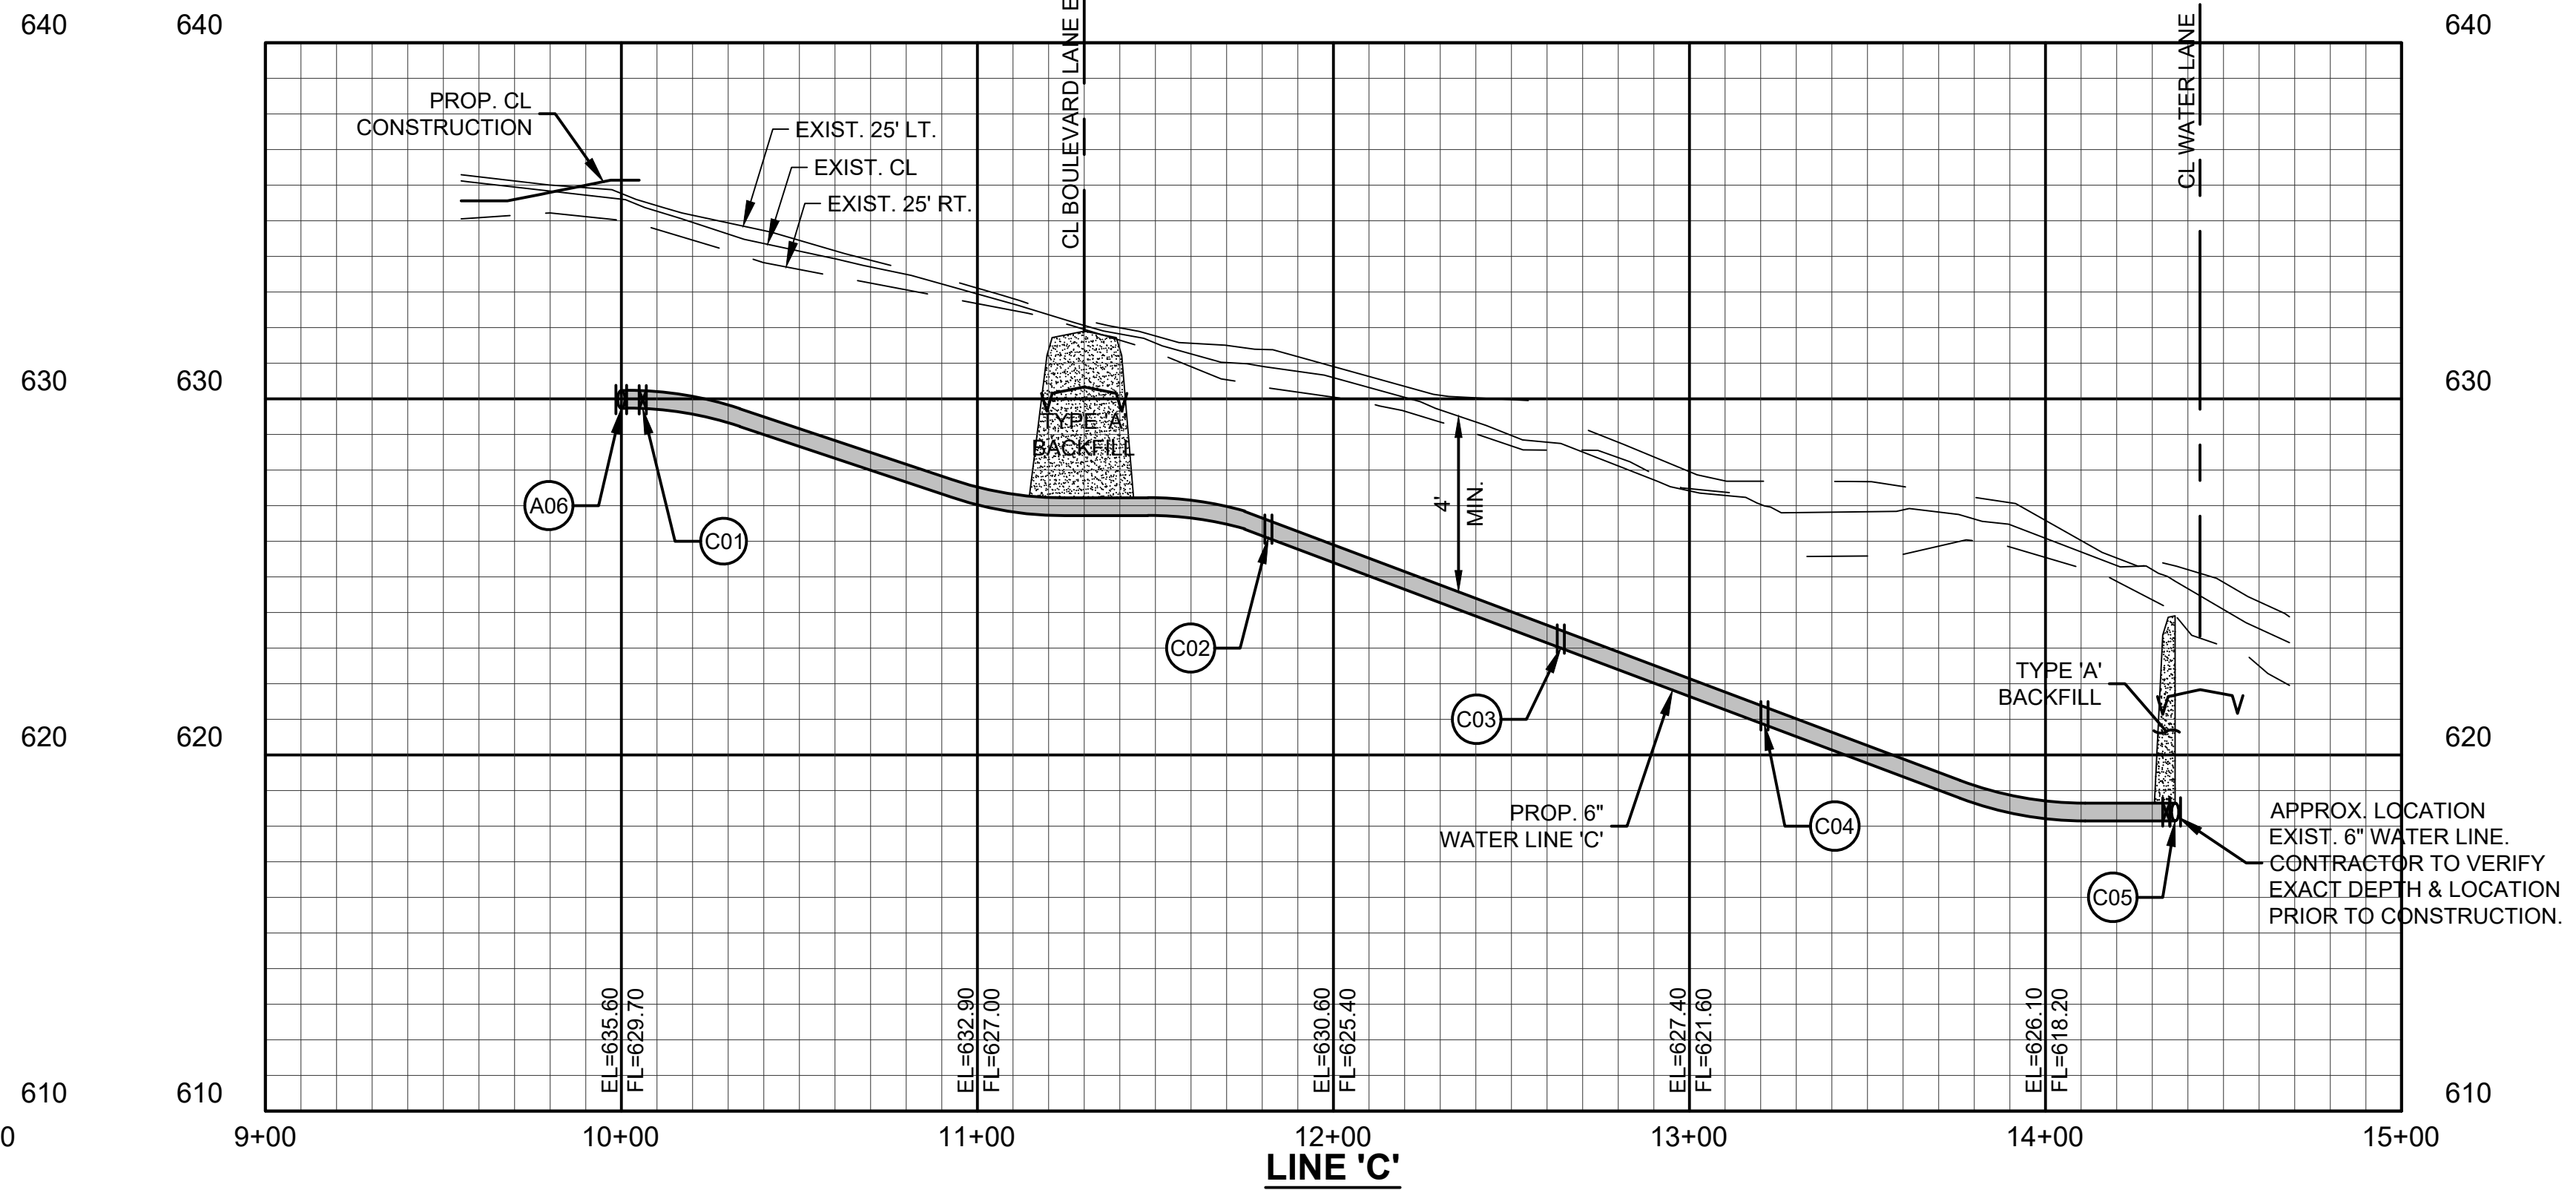 640
640
640
PROP. CL
CONSTRUCTION
EXIST. 25' LT.
EXIST. CL
EXIST. 25' RT.
CL BOULEVARD LANE
CL WATER LANE
630
630
630
TYPE 'A'
BACKFILL
A06
C01
4'
MIN.
C02
C03
TYPE 'A'
BACKFILL
620
620
620
PROP. 6"
WATER LINE 'C'
C04
APPROX. LOCATION
EXIST. 6" WATER LINE.
CONTRACTOR TO VERIFY
EXACT DEPTH & LOCATION
PRIOR TO CONSTRUCTION.
C05
EL=635.60
FL=629.70
EL=632.90
FL=627.00
EL=630.60
FL=625.40
EL=627.40
FL=621.60
EL=626.10
FL=618.20
610
610
610
0
9+00
10+00
11+00
12+00
13+00
14+00
15+00
LINE 'C'